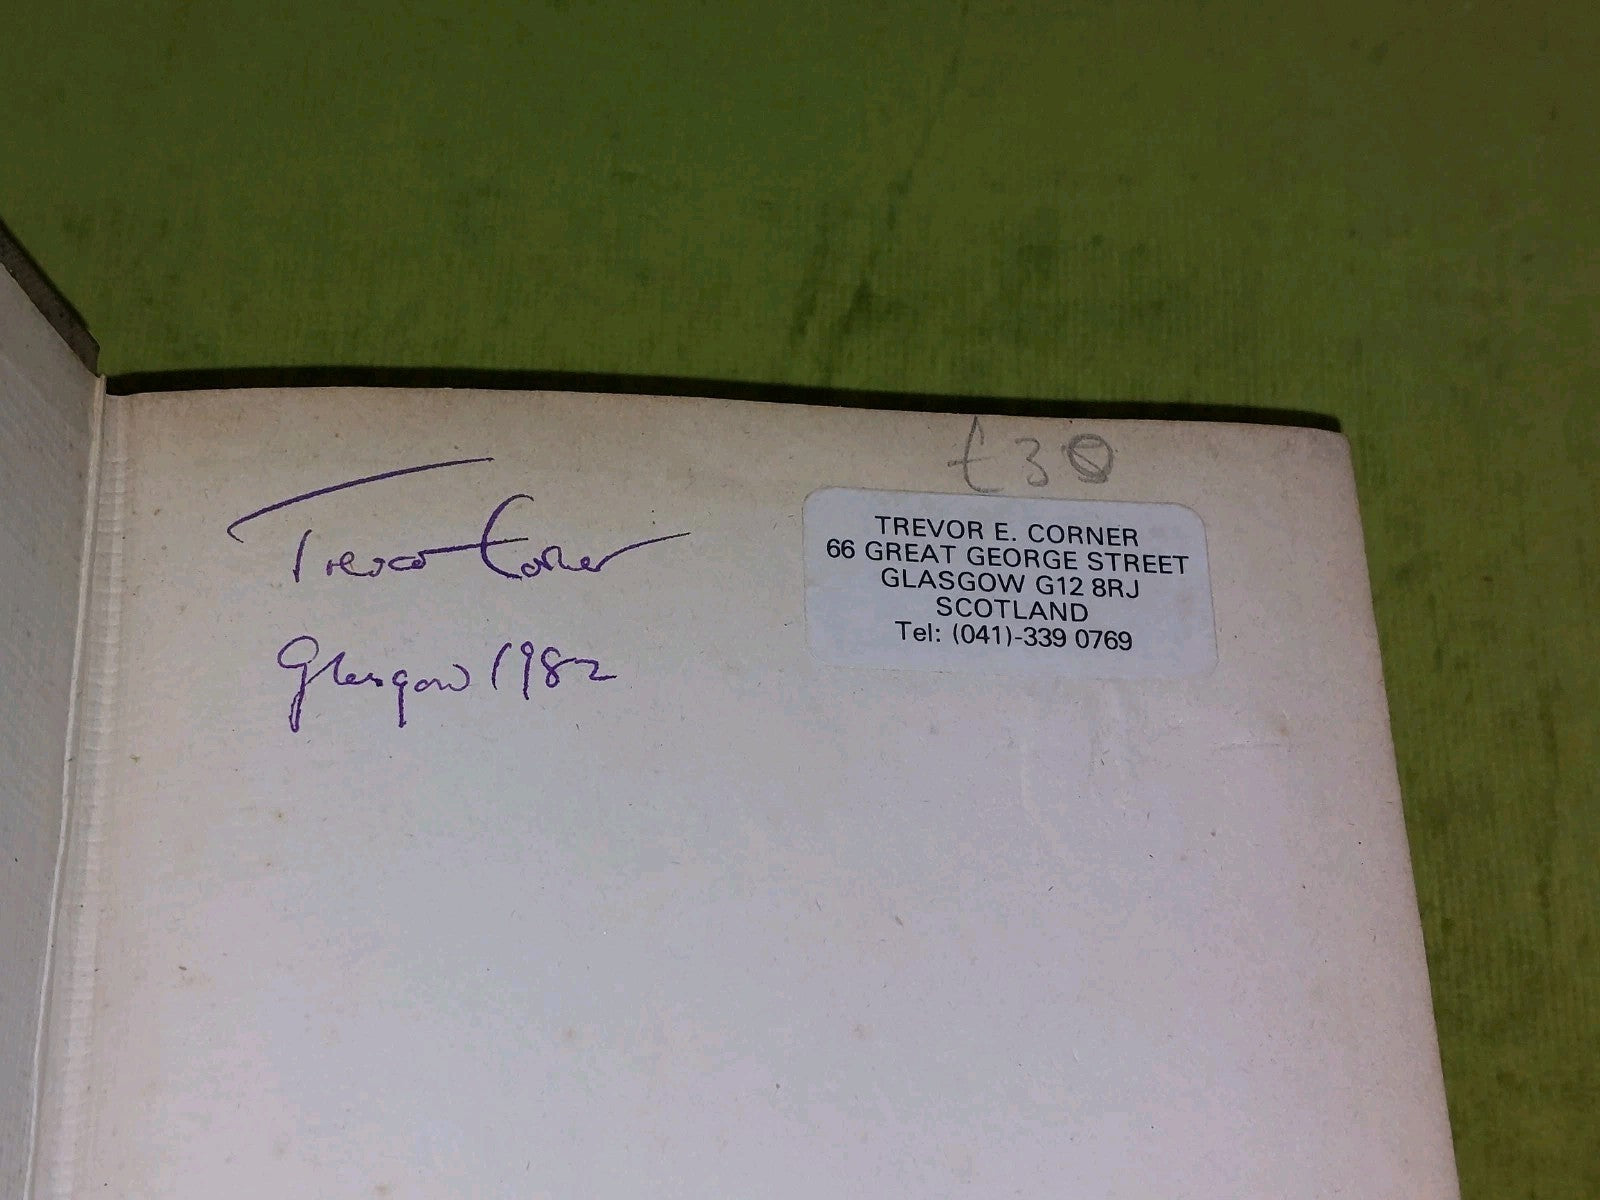 £30
Trevor Corner
Glasgow 1982
TREVOR E. CORNER
66 GREAT GEORGE STREET
GLASGOW G12 8RJ
SCOTLAND
Tel: (041)-339 0769